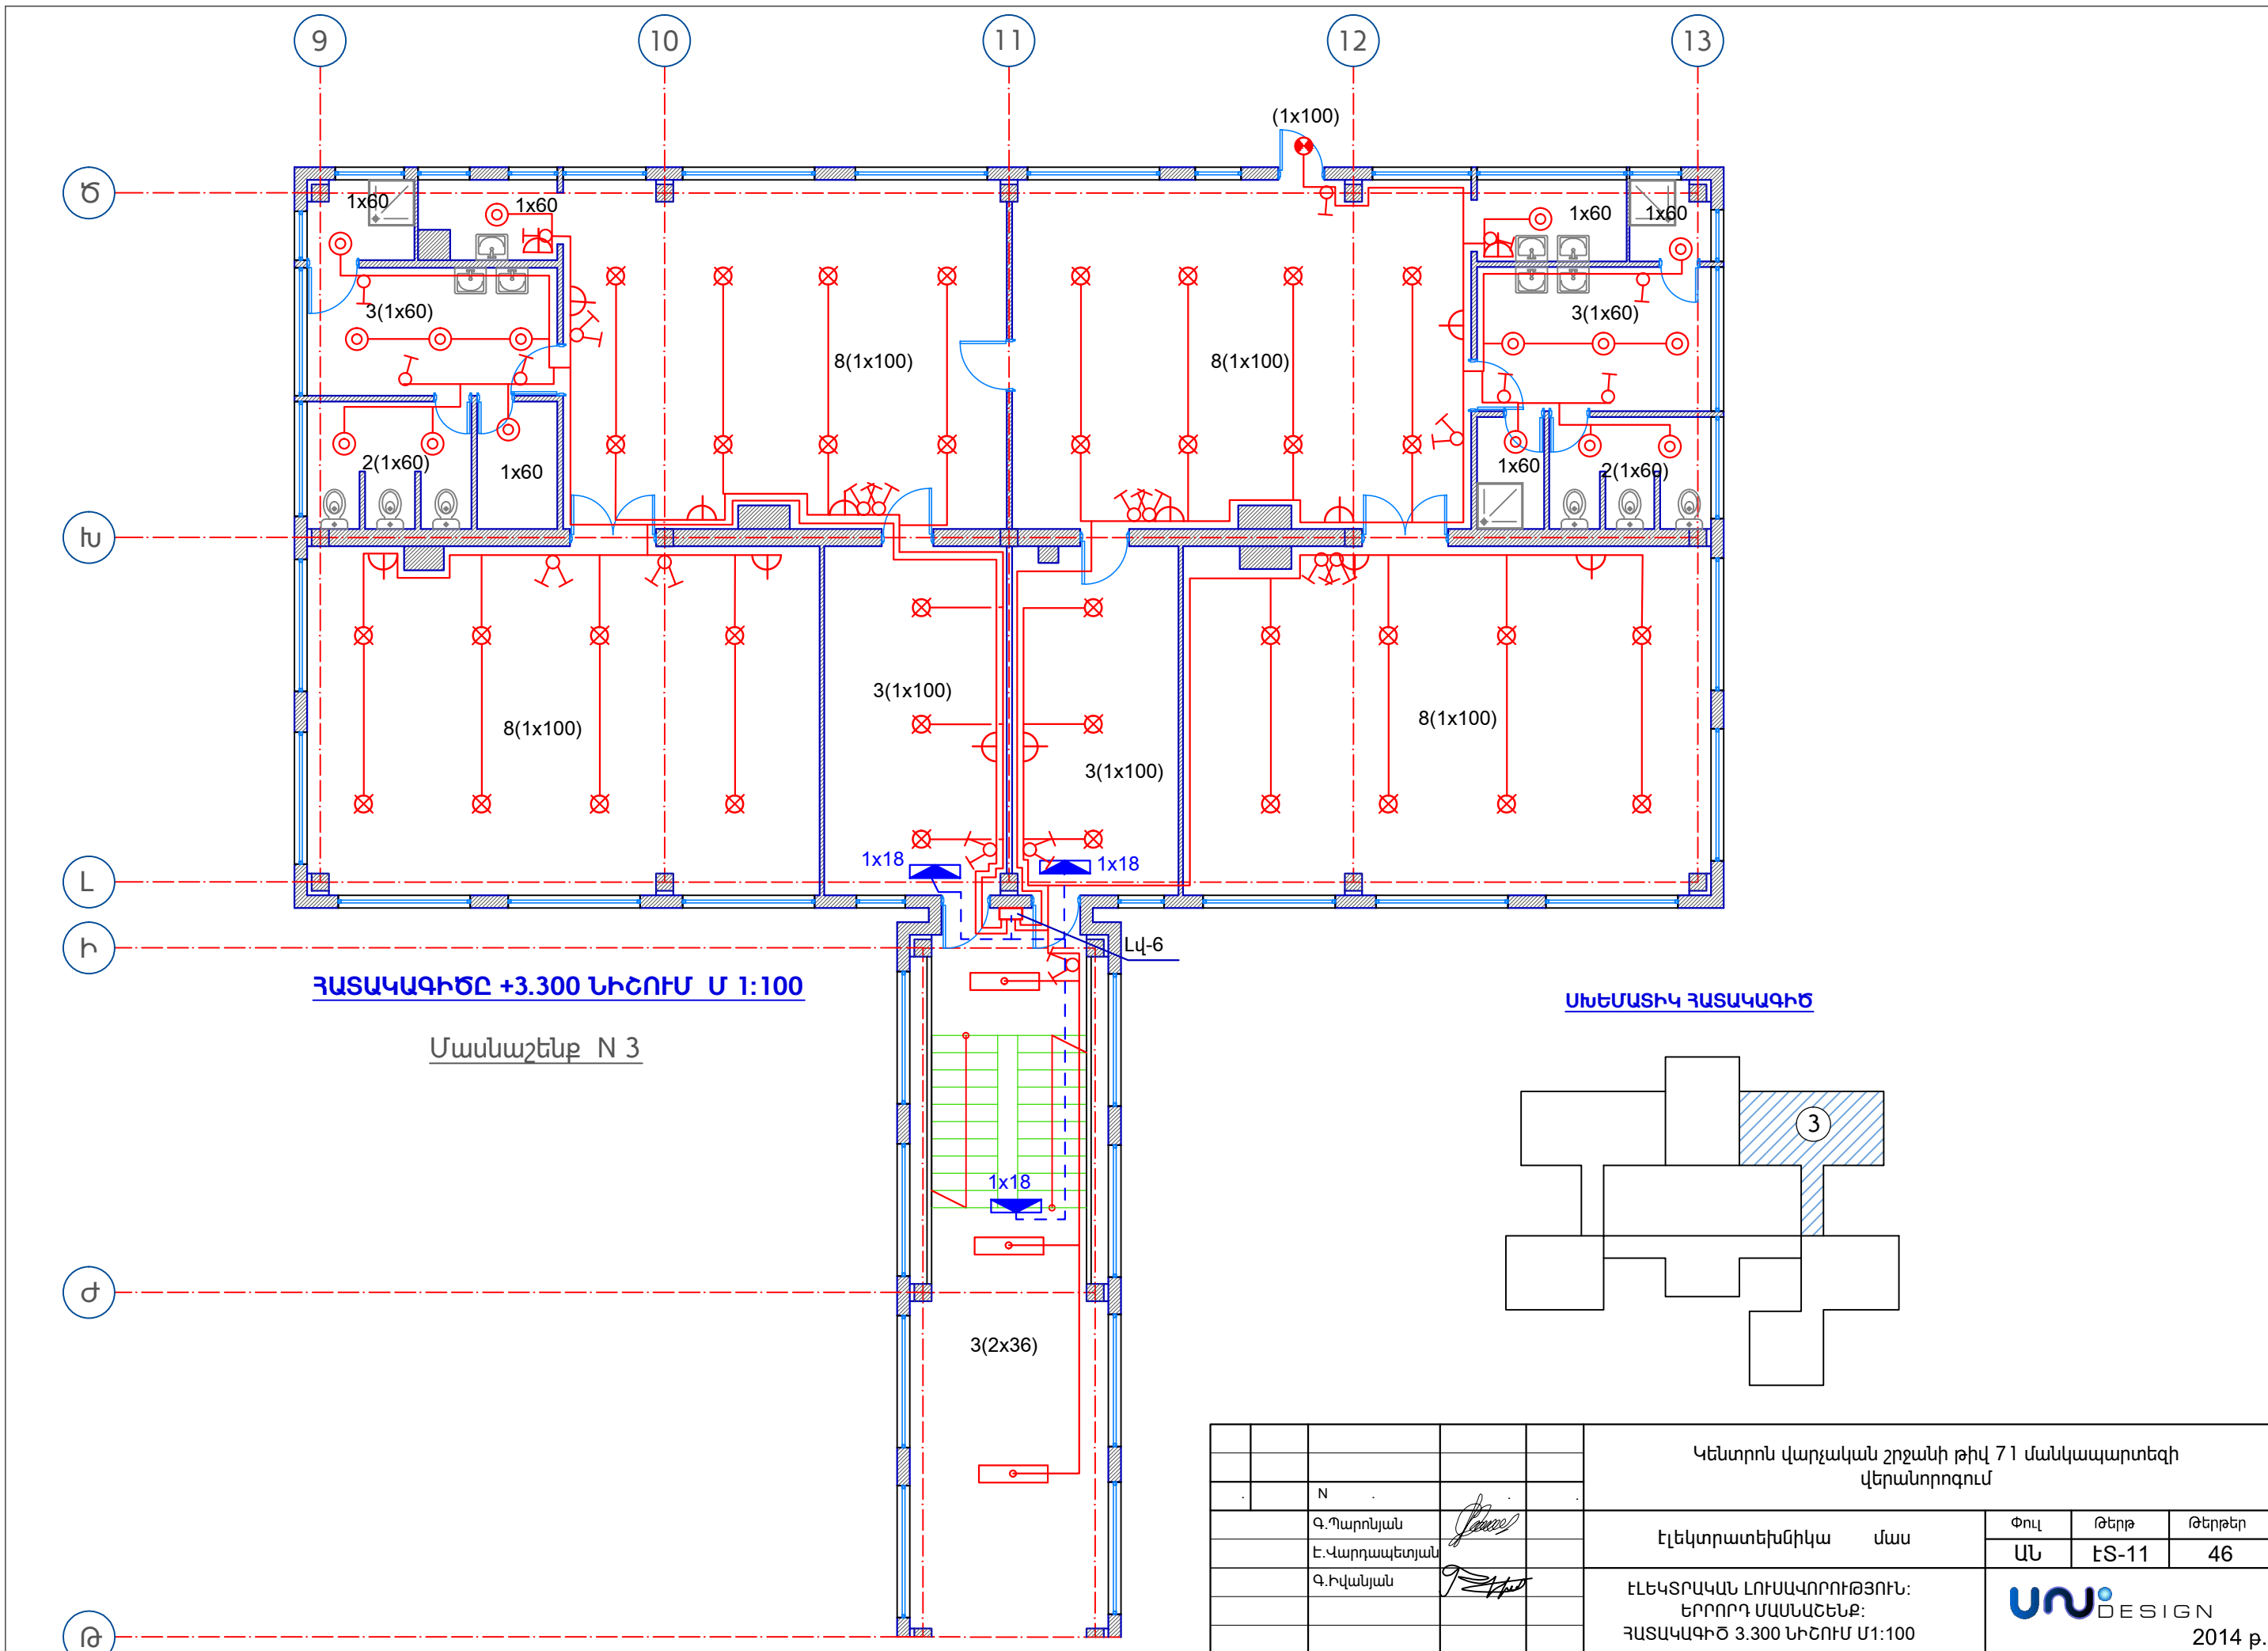 9 10 11 12 13
(1x100)
Ծ
1x60 1x60 1x60 1x60
3(1x60) 3(1x60)
8(1x100) 8(1x100)
2(1x60) 1x60 1x60 2(1x60)
Խ
3(1x100)
8(1x100) 8(1x100)
3(1x100)
1x18 1x18
Լ
Ի
Լվ-6
ՀԱՏԱԿԱԳԻԾԸ +3.300 ՆԻՇՈՒՄ Մ 1:100
ՍԽԵՄԱՏԻԿ ՀԱՏԱԿԱԳԻԾ
Մասնաշենք N 3
3
1x18
Ժ
3(2x36)
Թ
Կենտրոն վարչական շրջանի թիվ 71 մանկապարտեզի
վերանորոգում
. N . . .
Գ.Պարոնյան
Է.Վարդապետյան
Գ.Իվանյան
էլեկտրատեխնիկա մաս
Փուլ Թերթ Թերթեր
ԱՆ ԷՏ-11 46
ԷԼԵԿՏՐԱԿԱՆ ԼՈՒՍԱՎՈՐՈՒԹՅՈՒՆ:
ԵՐՐՈՐԴ ՄԱՍՆԱՇԵՆՔ:
ՀԱՏԱԿԱԳԻԾ 3.300 ՆԻՇՈՒՄ Մ1:100
UNI DESIGN
2014 թ.